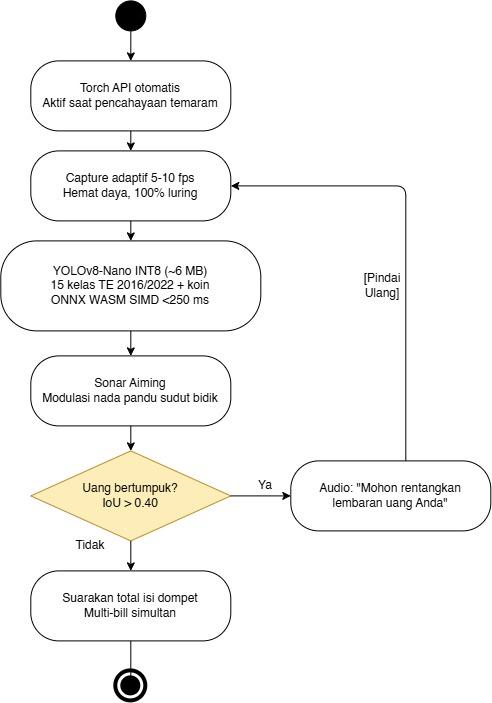 Torch API otomatis
Aktif saat pencahayaan temaram
Capture adaptif 5-10 fps
Hemat daya, 100% luring
[Pindai
Ulang]
YOLOv8-Nano INT8 (~6 MB)
15 kelas TE 2016/2022 + koin
ONNX WASM SIMD <250 ms
Sonar Aiming
Modulasi nada pandu sudut bidik
Uang bertumpuk?
IoU > 0.40
Ya
Audio: "Mohon rentangkan
lembaran uang Anda"
Tidak
Suarakan total isi dompet
Multi-bill simultan